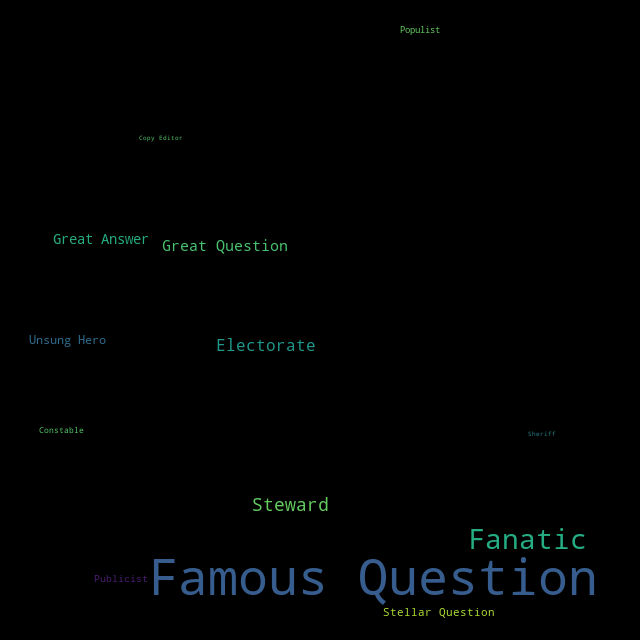 Populist
Copy Editor
Great Answer
Great Question
Unsung Hero
Electorate
Constable
Sheriff
Steward
Fanatic
Famous Question
Publicist
Stellar Question